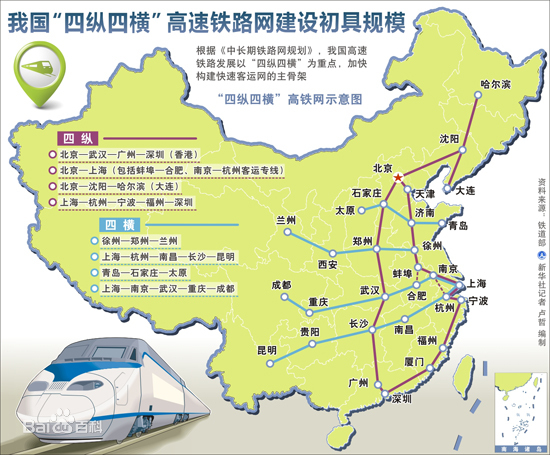 我国“四纵四横”高速铁路网建设初具规模
根据《中长期铁路网规划》，我国高速
铁路发展以“四纵四横”为重点，加快
构建快速客运网的主骨架
“四纵四横”高铁网示意图
四纵
北京—武汉—广州—深圳（香港）
北京—上海（包括蚌埠—合肥、南京—杭州客运专线）
北京—沈阳—哈尔滨（大连）
上海—杭州—宁波—福州—深圳
四横
徐州—郑州—兰州
上海—杭州—南昌—长沙—昆明
青岛—石家庄—太原
上海—南京—武汉—重庆—成都
哈尔滨
沈阳
北京
天津
大连
石家庄
太原
济南
青岛
兰州
郑州
徐州
西安
蚌埠
南京
成都
上海
合肥
重庆
武汉
杭州
宁波
贵阳
长沙
南昌
昆明
福州
厦门
广州
深圳
资料来源：铁道部
新华社记者 卢哲 编制
南海诸岛
Bai百科